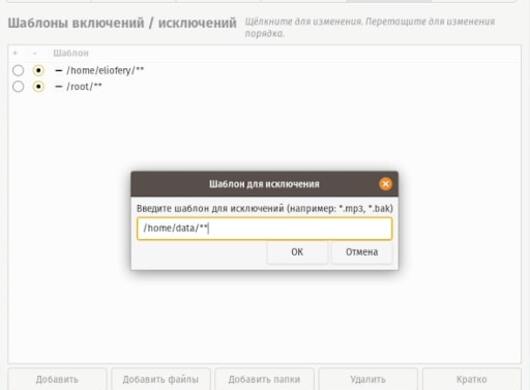 Шаблоны включений / исключений
Щёлкните для изменения. Перетащите для изменения
порядка.
+ - Шаблон
− /home/eliofery/**
− /root/**
Шаблон для исключения
Введите шаблон для исключений (например: *.mp3, *.bak)
/home/data/**
OK Отмена
Добавить Добавить файлы Добавить папки Удалить Кратко